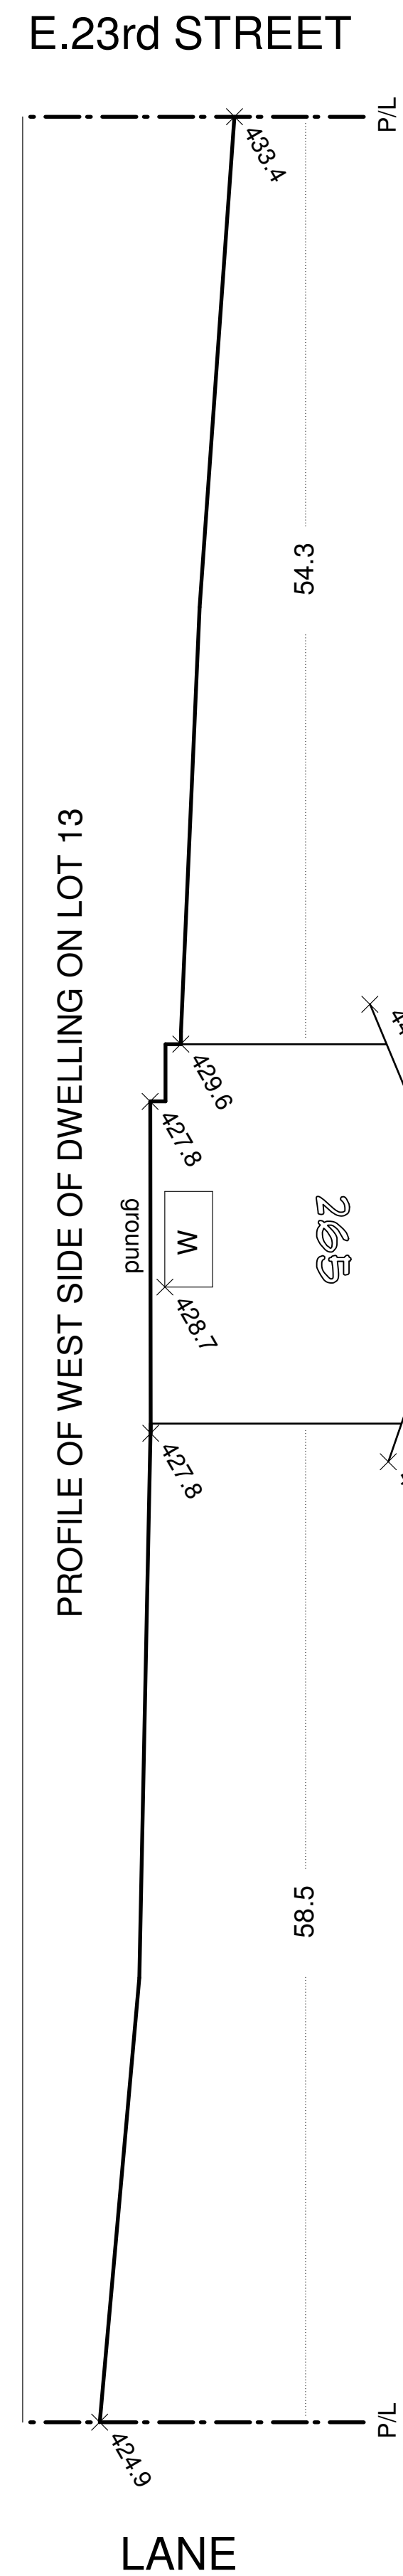 E.23rd STREET
P/L
433.4
54.3
PROFILE OF WEST SIDE OF DWELLING ON LOT 13
429.6
427.8
ground
W
265
428.7
427.8
58.5
P/L
424.9
LANE